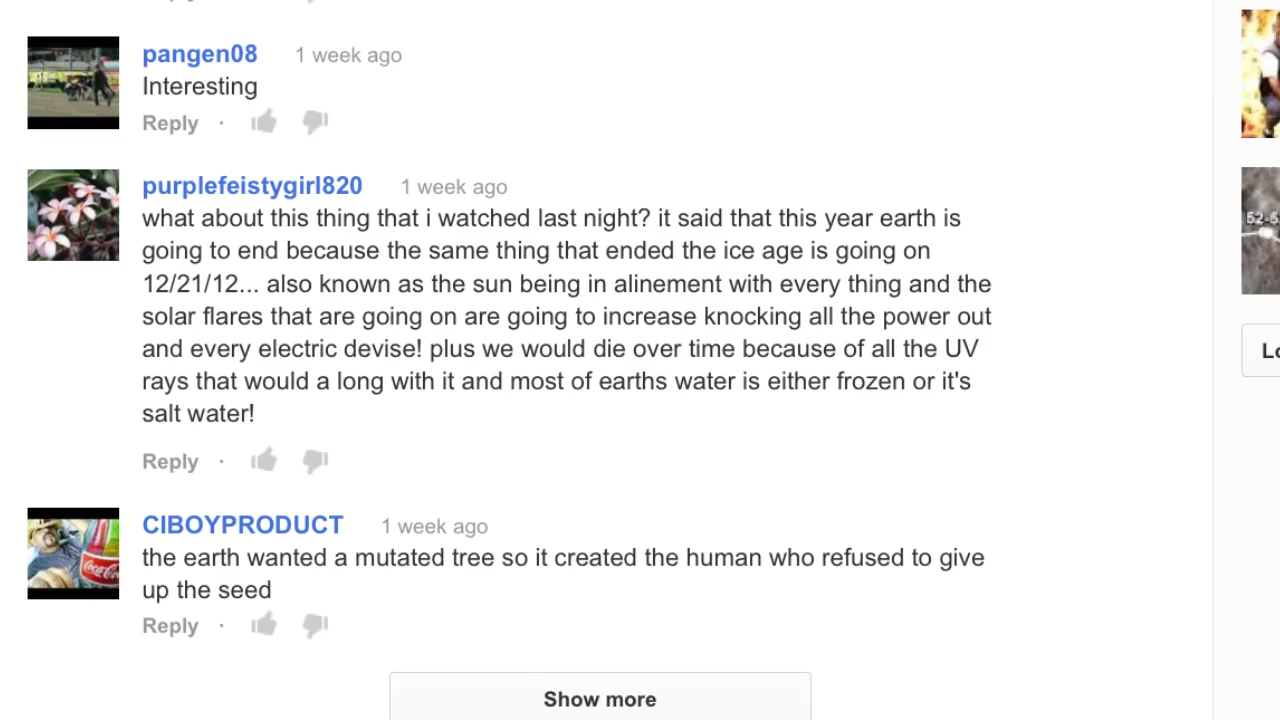 pangen08 1 week ago
Interesting
Reply ·
purplefeistygirl820 1 week ago
what about this thing that i watched last night? it said that this year earth is
going to end because the same thing that ended the ice age is going on
12/21/12... also known as the sun being in alinement with every thing and the
solar flares that are going on are going to increase knocking all the power out
and every electric devise! plus we would die over time because of all the UV
rays that would a long with it and most of earths water is either frozen or it's
salt water!
Reply ·
CIBOYPRODUCT 1 week ago
the earth wanted a mutated tree so it created the human who refused to give
up the seed
Reply ·
Show more